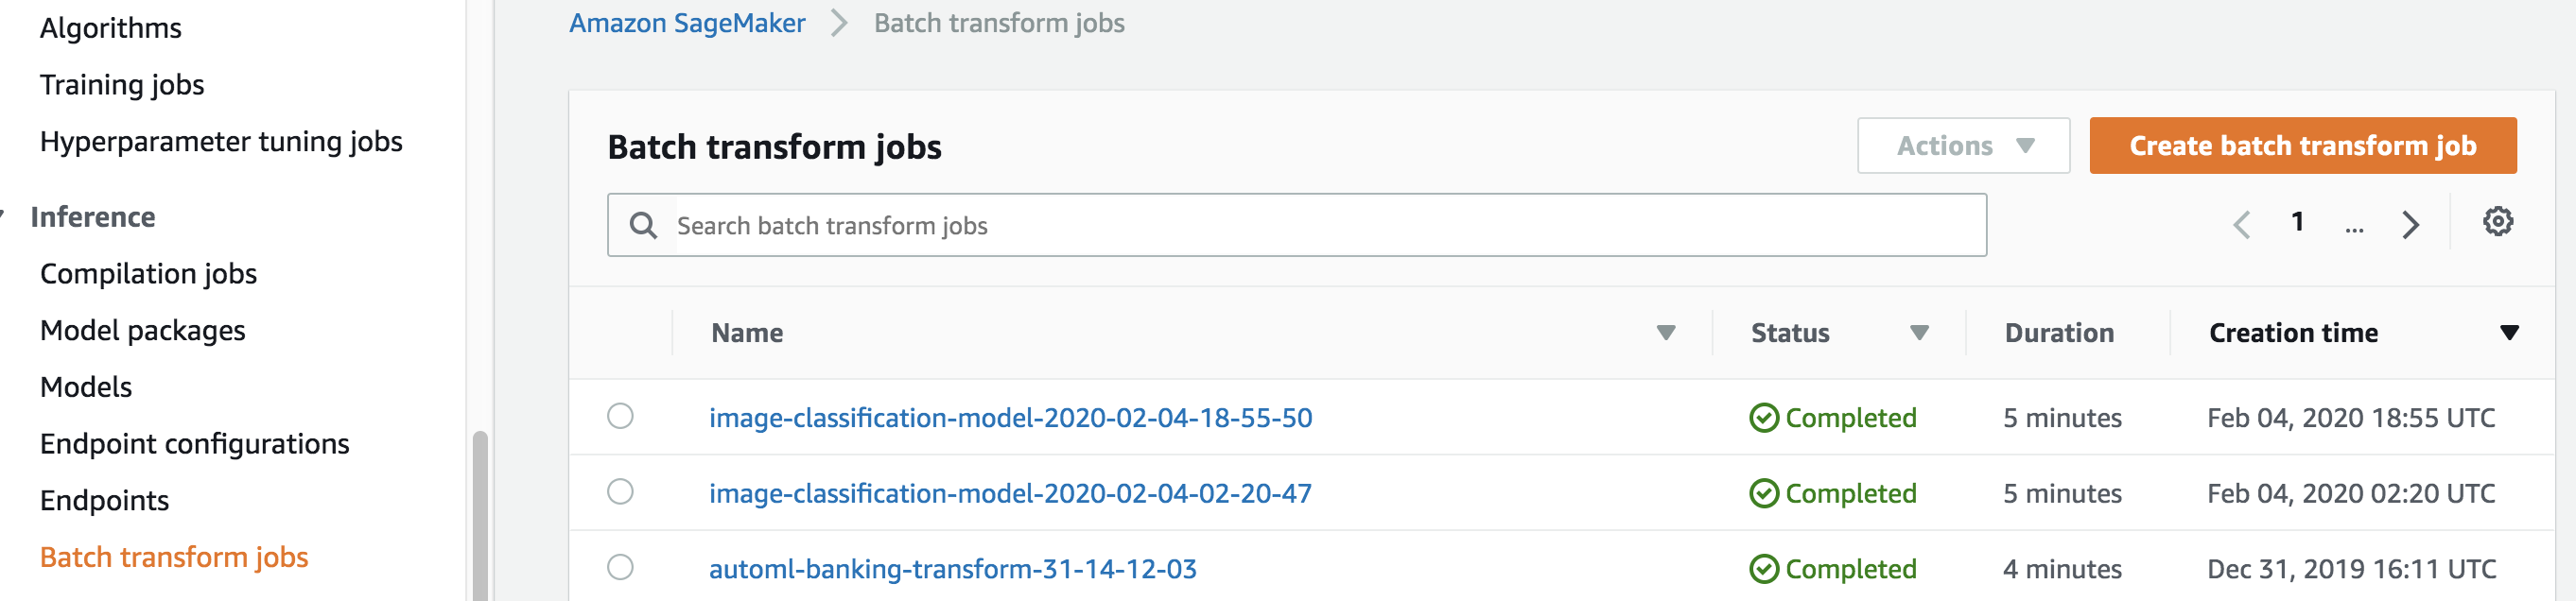 Algorithms
Training jobs
Hyperparameter tuning jobs
Inference
Compilation jobs
Model packages
Models
Endpoint configurations
Endpoints
Batch transform jobs
Amazon SageMaker Batch transform jobs
Batch transform jobs Actions Create batch transform job
Search batch transform jobs 1 ...
Name Status Duration Creation time
image-classification-model-2020-02-04-18-55-50 Completed 5 minutes Feb 04, 2020 18:55 UTC
image-classification-model-2020-02-04-02-20-47 Completed 5 minutes Feb 04, 2020 02:20 UTC
automl-banking-transform-31-14-12-03 Completed 4 minutes Dec 31, 2019 16:11 UTC